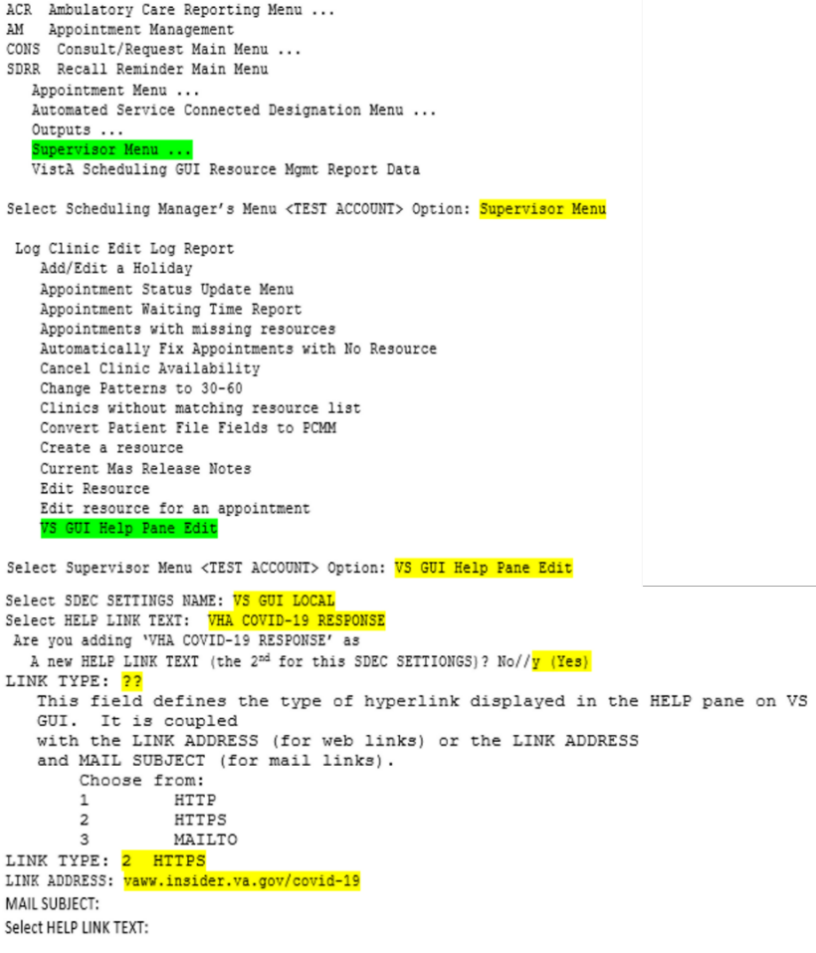 ACR Ambulatory Care Reporting Menu ...
AM Appointment Management
CONS Consult/Request Main Menu ...
SDRR Recall Reminder Main Menu
Appointment Menu ...
Automated Service Connected Designation Menu ...
Outputs ...
Supervisor Menu ...
VistA Scheduling GUI Resource Mgmt Report Data
Select Scheduling Manager's Menu <TEST ACCOUNT> Option: Supervisor Menu
Log Clinic Edit Log Report
Add/Edit a Holiday
Appointment Status Update Menu
Appointment Waiting Time Report
Appointments with missing resources
Automatically Fix Appointments with No Resource
Cancel Clinic Availability
Change Patterns to 30-60
Clinics without matching resource list
Convert Patient File Fields to PCMM
Create a resource
Current Mas Release Notes
Edit Resource
Edit resource for an appointment
VS GUI Help Pane Edit
Select Supervisor Menu <TEST ACCOUNT> Option: VS GUI Help Pane Edit
Select SDEC SETTINGS NAME: VS GUI LOCAL
Select HELP LINK TEXT: VHA COVID-19 RESPONSE
Are you adding 'VHA COVID-19 RESPONSE' as
A new HELP LINK TEXT (the 2nd for this SDEC SETTIONGS)? No//y (Yes)
LINK TYPE: ??
This field defines the type of hyperlink displayed in the HELP pane on VS
GUI. It is coupled
with the LINK ADDRESS (for web links) or the LINK ADDRESS
and MAIL SUBJECT (for mail links).
Choose from:
1 HTTP
2 HTTPS
3 MAILTO
LINK TYPE: 2 HTTPS
LINK ADDRESS: vaww.insider.va.gov/covid-19
MAIL SUBJECT:
Select HELP LINK TEXT: